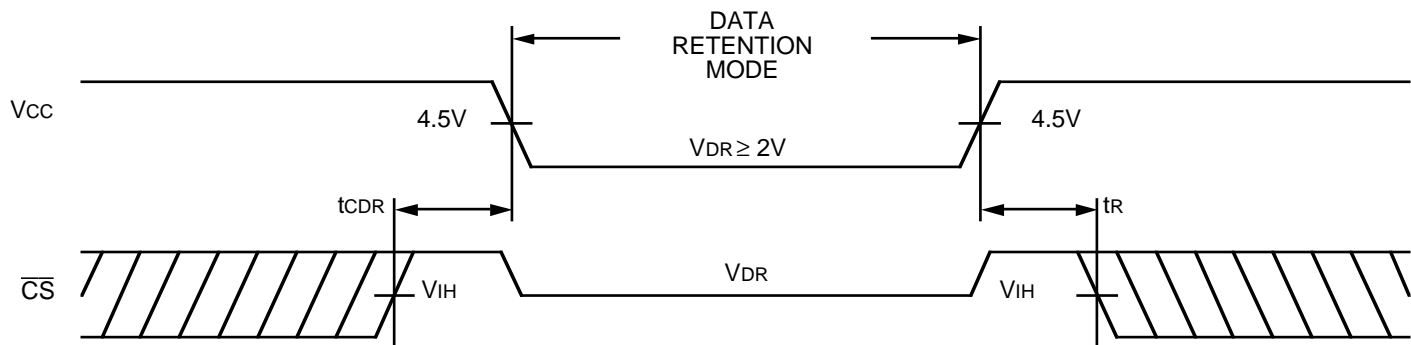 DATA
RETENTION
MODE
VCC
4.5V
4.5V
VDR ≥ 2V
tCDR
tR
CS
VIH
VDR
VIH